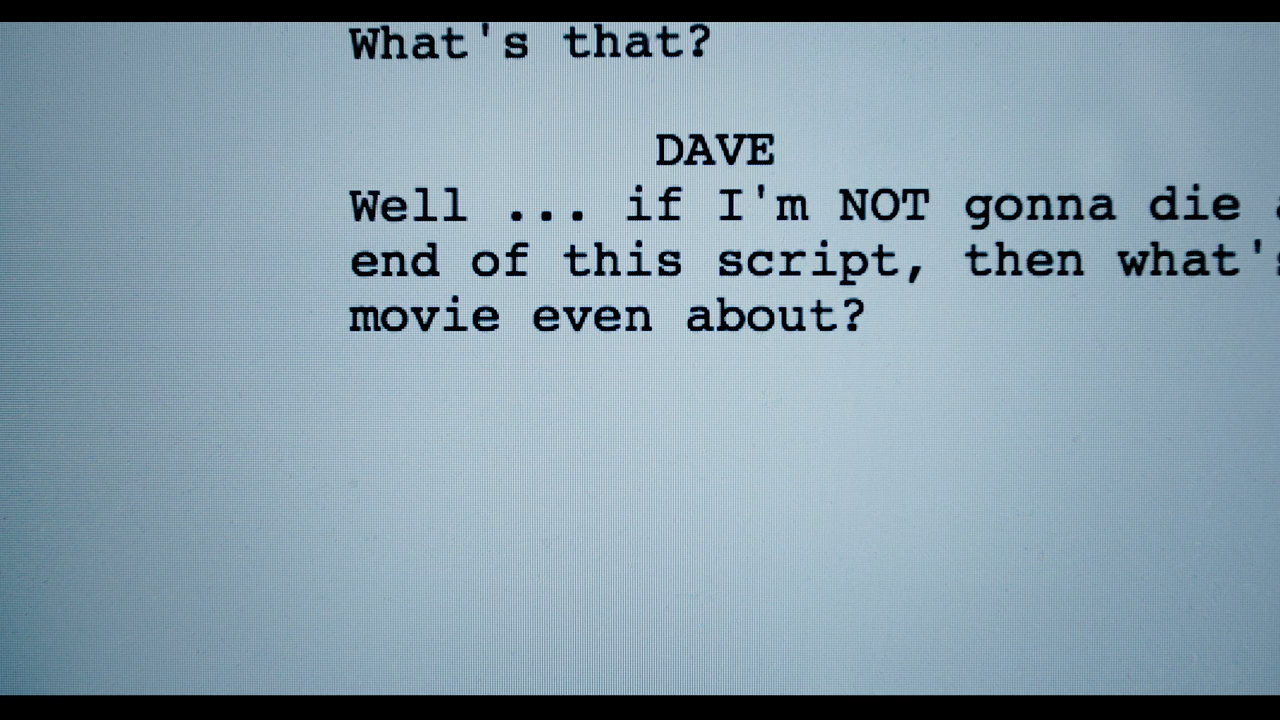 What's that?
DAVE
Well ... if I'm NOT gonna die
end of this script, then what's
movie even about?